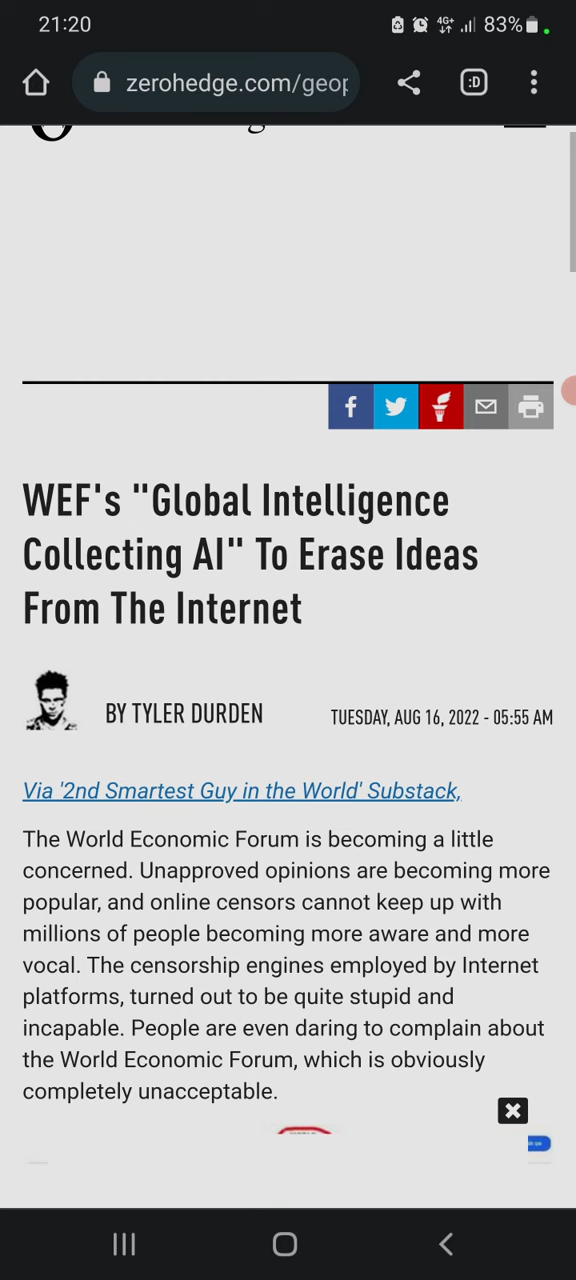 21:20
4G+
83%
zerohedge.com/geop
:D
f
WEF's "Global Intelligence
Collecting AI" To Erase Ideas
From The Internet
BY TYLER DURDEN
TUESDAY, AUG 16, 2022 - 05:55 AM
Via '2nd Smartest Guy in the World' Substack,
The World Economic Forum is becoming a little
concerned. Unapproved opinions are becoming more
popular, and online censors cannot keep up with
millions of people becoming more aware and more
vocal. The censorship engines employed by Internet
platforms, turned out to be quite stupid and
incapable. People are even daring to complain about
the World Economic Forum, which is obviously
completely unacceptable.